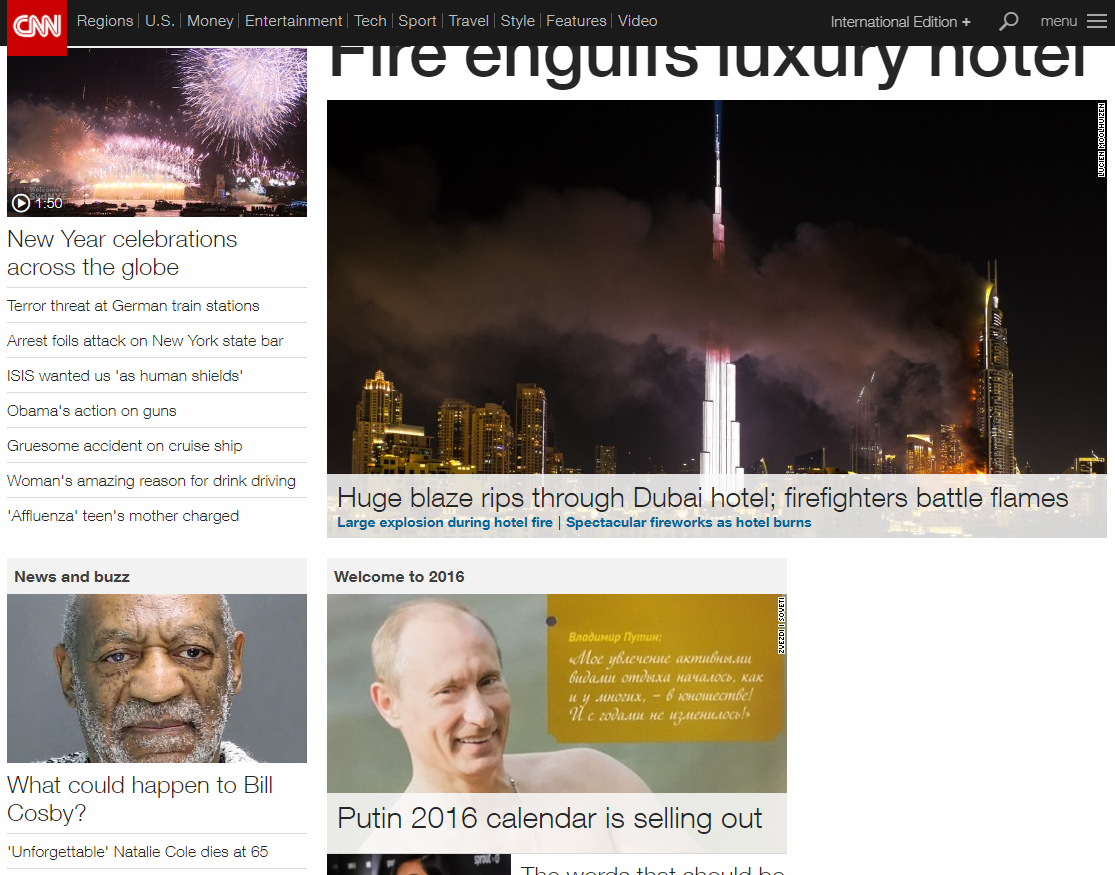 CNN
Regions
U.S.
Money
Entertainment
Tech
Sport
Travel
Style
Features
Video
International Edition +
menu
Fire engulfs luxury hotel
LUCIEN MOOLHUIZEN
Welcome to
1:50
New Year celebrations
across the globe
Terror threat at German train stations
Arrest foils attack on New York state bar
ISIS wanted us 'as human shields'
Obama's action on guns
Gruesome accident on cruise ship
Woman's amazing reason for drink driving
'Affluenza' teen's mother charged
Huge blaze rips through Dubai hotel; firefighters battle flames
Large explosion during hotel fire | Spectacular fireworks as hotel burns
News and buzz
What could happen to Bill
Cosby?
'Unforgettable' Natalie Cole dies at 65
Welcome to 2016
ZVEZDI I SOVETI
Владимир Путин:
«Мое увлечение активными
видами отдыха началось, как
и у многих, – в юношестве!
И с годами не изменилось!»
Putin 2016 calendar is selling out
sprout
The words that should be